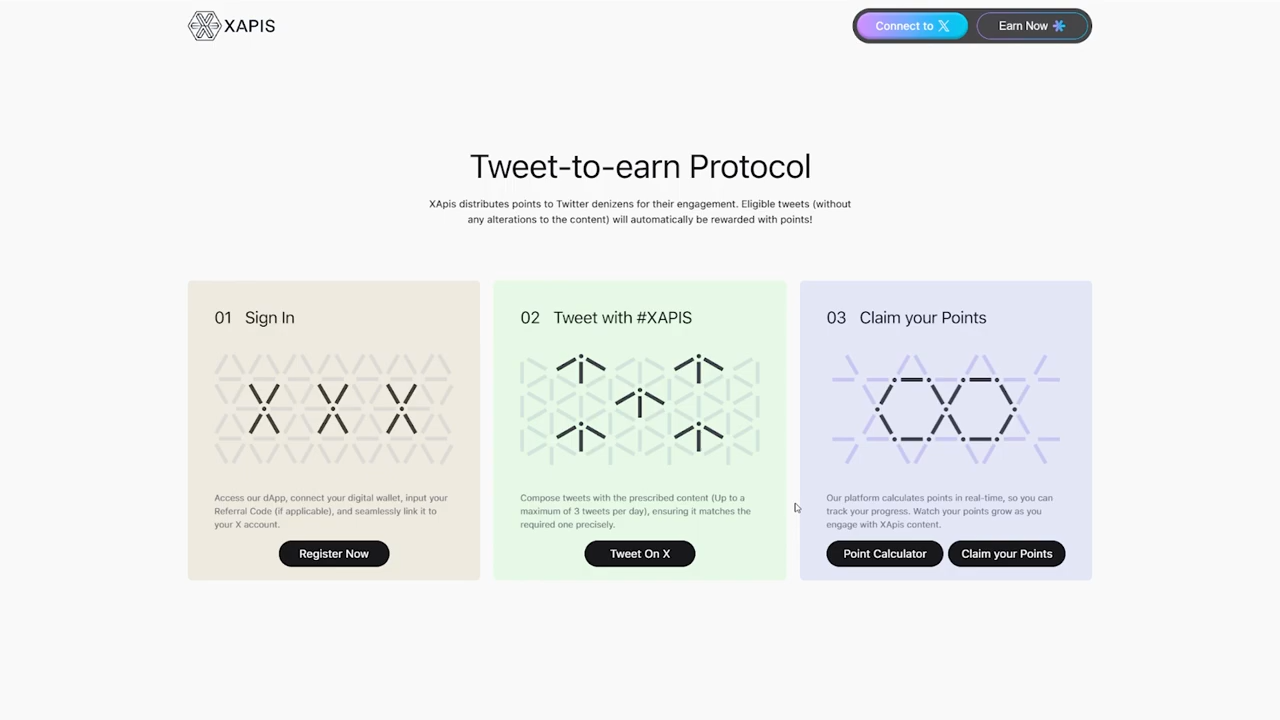 XAPIS
Connect to X
Earn Now
Tweet-to-earn Protocol
XApis distributes points to Twitter denizens for their engagement. Eligible tweets (without
any alterations to the content) will automatically be rewarded with points!
01 Sign In
Access our dApp, connect your digital wallet, input your
Referral Code (if applicable), and seamlessly link it to
your X account.
Register Now
02 Tweet with #XAPIS
Compose tweets with the prescribed content (Up to a
maximum of 3 tweets per day), ensuring it matches the
required one precisely.
Tweet On X
03 Claim your Points
Our platform calculates points in real-time, so you can
track your progress. Watch your points grow as you
engage with XApis content.
Point Calculator
Claim your Points